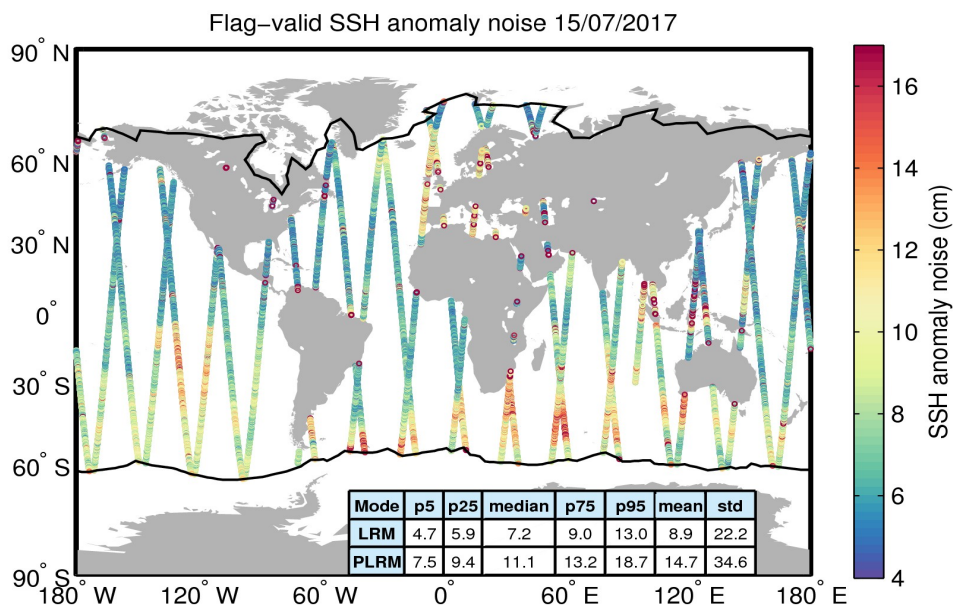 Flag−valid SSH anomaly noise 15/07/2017
90° N
60° N
30° N
0°
30° S
60° S
90° S
180° W
120° W
60° W
0°
60° E
120° E
180° E
Mode p5 p25 median p75 p95 mean std
LRM 4.7 5.9 7.2 9.0 13.0 8.9 22.2
PLRM 7.5 9.4 11.1 13.2 18.7 14.7 34.6
16
14
12
10
8
6
4
SSH anomaly noise (cm)